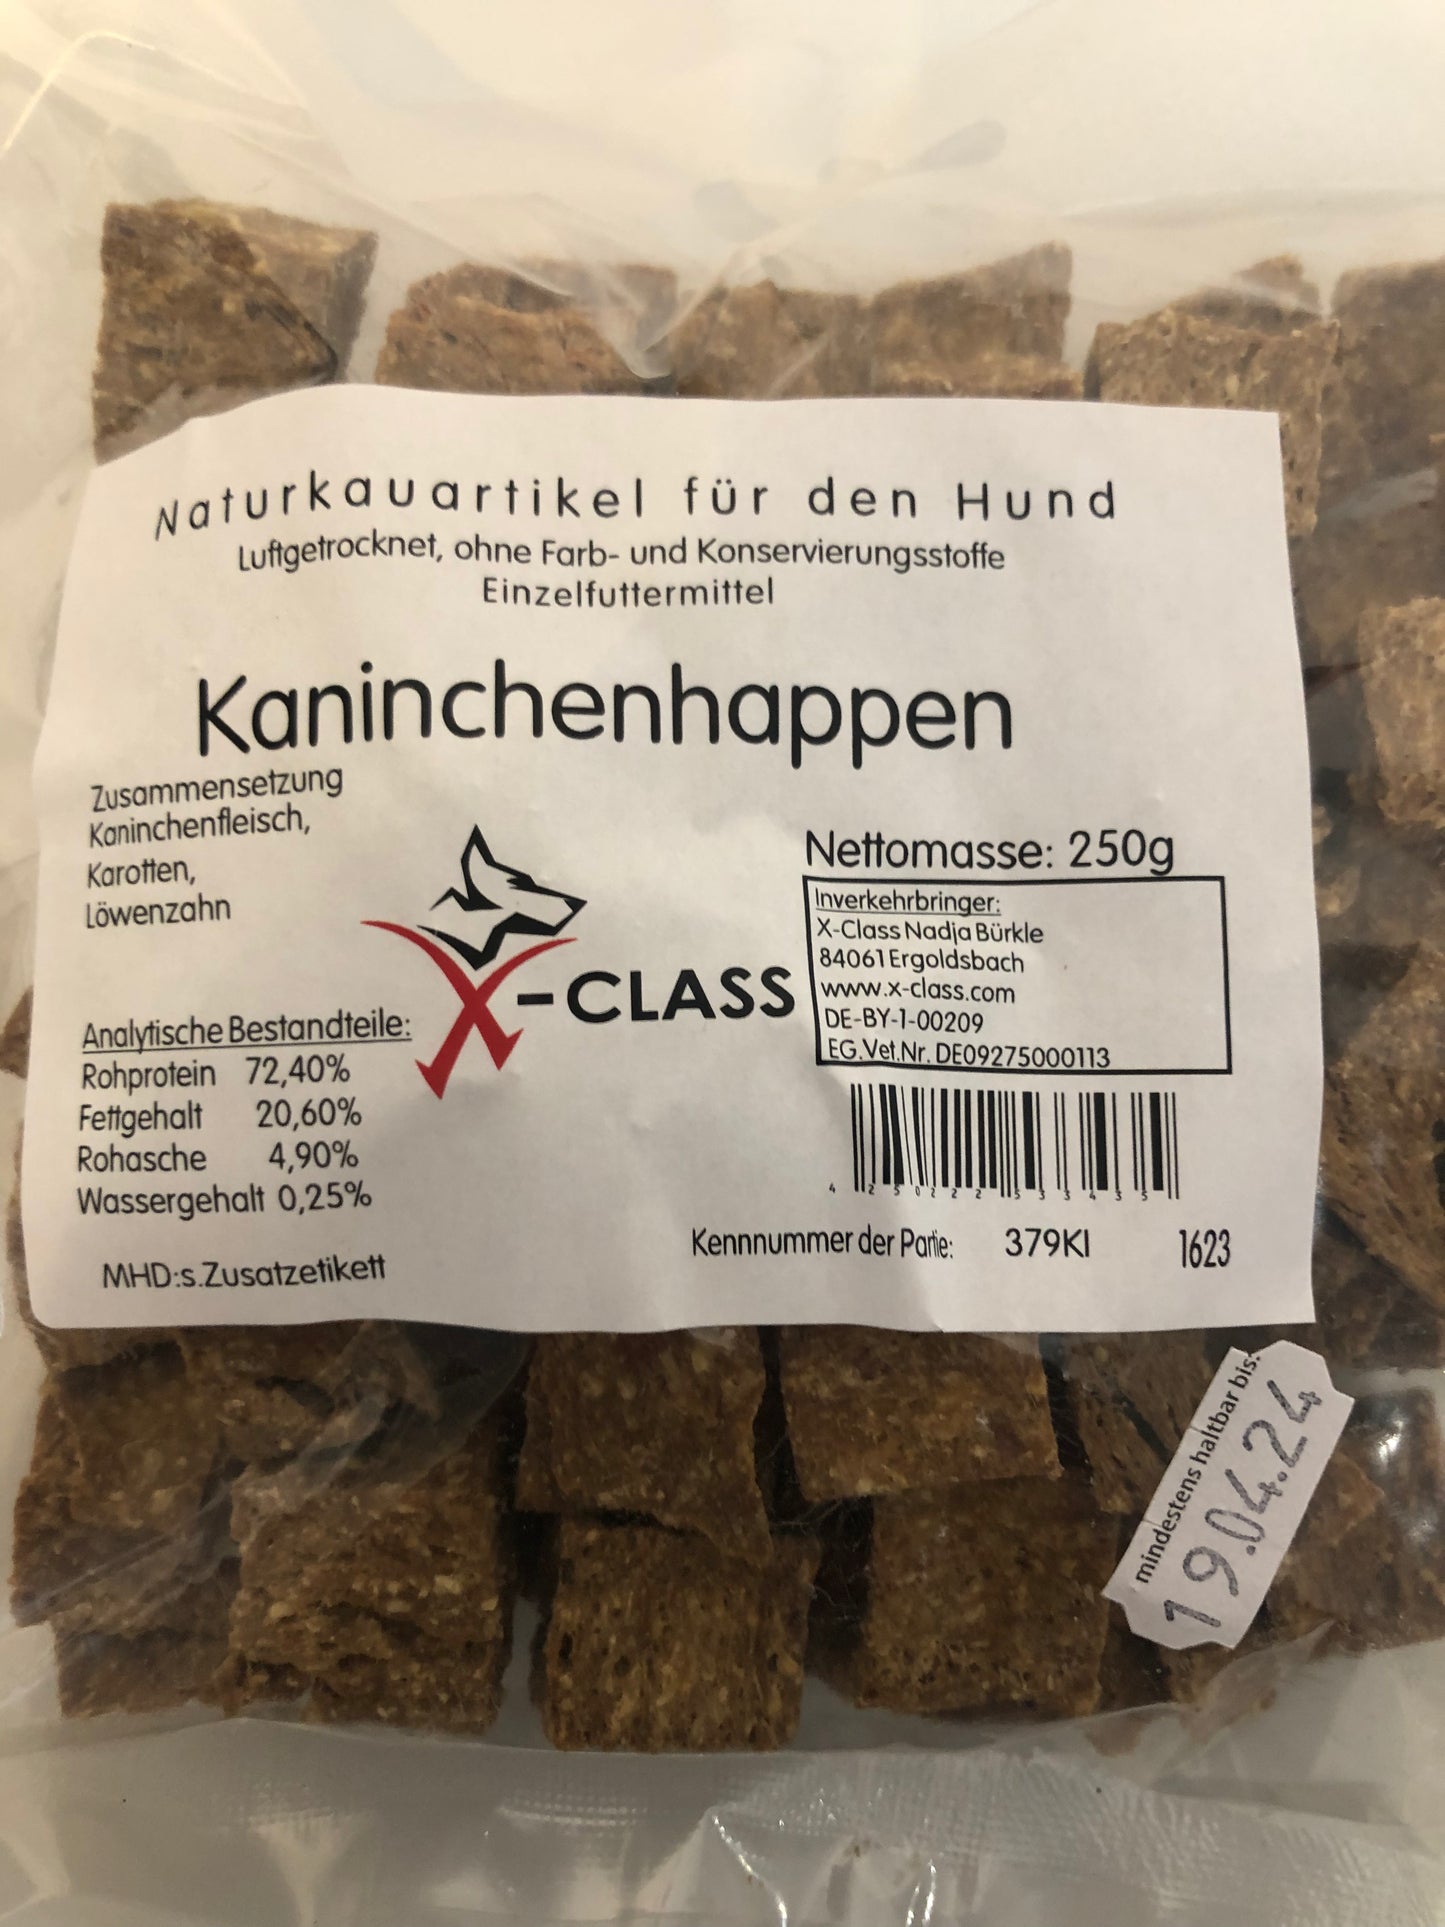 Naturkauartikel für den Hund
Luftgetrocknet, ohne Farb- und Konservierungsstoffe
Einzelfuttermittel
Kaninchenhappen
Zusammensetzung
Kaninchenfleisch,
Karotten,
Löwenzahn
Analytische Bestandteile:
Rohprotein 72,40%
Fettgehalt 20,60%
Rohasche 4,90%
Wassergehalt 0,25%
MHD:s.Zusatzetikett
X-CLASS
Nettomasse: 250g
Inverkehrbringer:
X-Class Nadja Bürkle
84061 Ergoldsbach
www.x-class.com
DE-BY-1-00209
EG.Vet.Nr. DE09275000113
4 250222 533435
Kennnummer der Partie: 379KI 1623
mindestens haltbar bis:
19.04.24